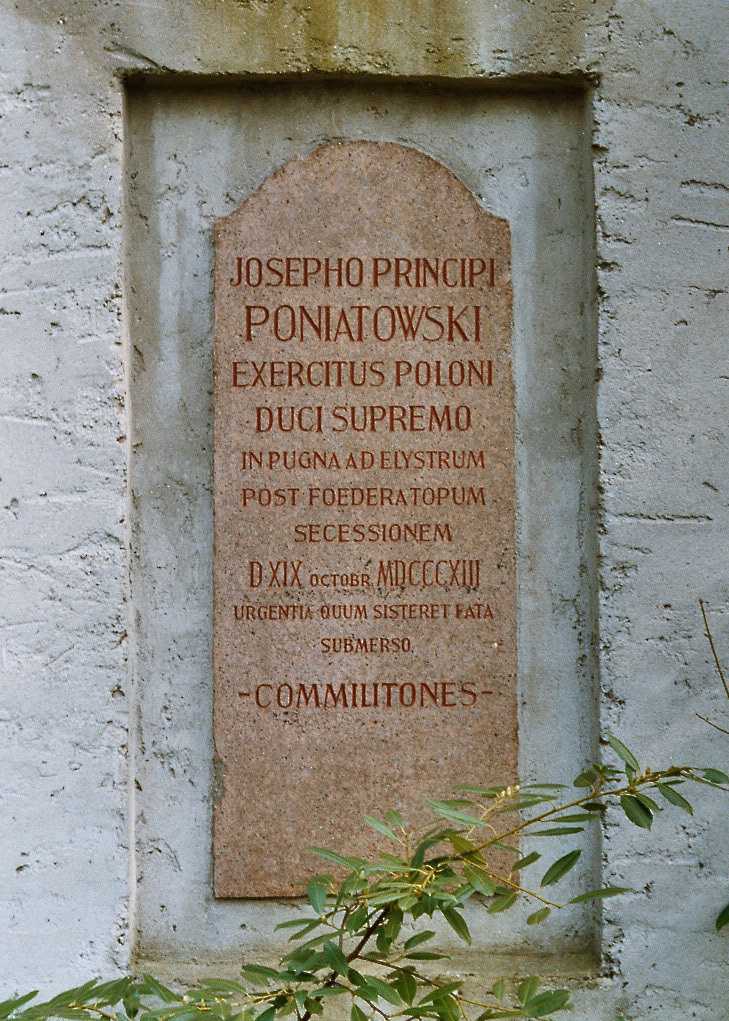 JOSEPHO PRINCIPI
PONIATOWSKI
EXERCITUS POLONI
DUCI SUPREMO
IN PUGNA AD ELYSTRUM
POST FOEDERATOPUM
SECESSIONEM
D XIX OCTOBR MDCCCXIII
URGENTIA QUUM SISTERET FATA
SUBMERSO.
-COMMILITONES-